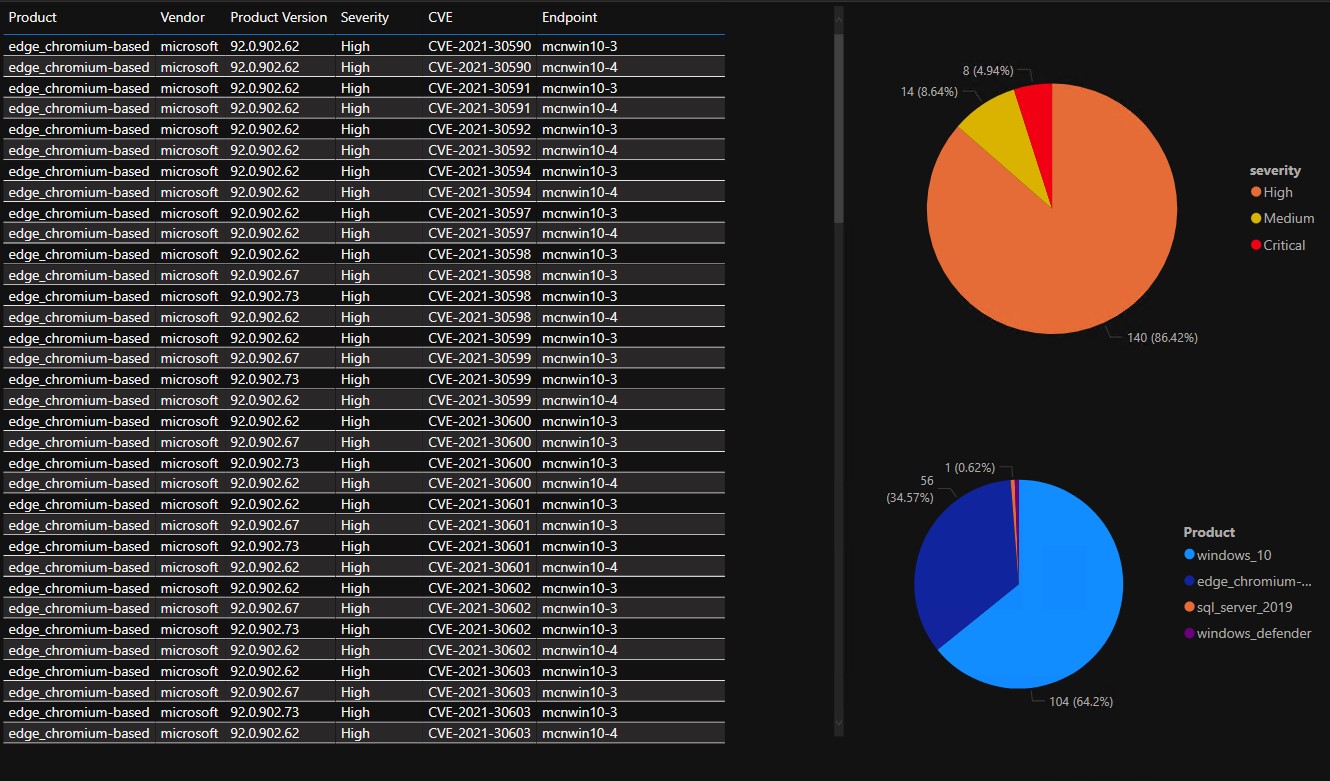 Product Vendor Product Version Severity CVE Endpoint
edge_chromium-based microsoft 92.0.902.62 High CVE-2021-30590 mcnwin10-3
edge_chromium-based microsoft 92.0.902.62 High CVE-2021-30590 mcnwin10-4
edge_chromium-based microsoft 92.0.902.62 High CVE-2021-30591 mcnwin10-3
edge_chromium-based microsoft 92.0.902.62 High CVE-2021-30591 mcnwin10-4
edge_chromium-based microsoft 92.0.902.62 High CVE-2021-30592 mcnwin10-3
edge_chromium-based microsoft 92.0.902.62 High CVE-2021-30592 mcnwin10-4
edge_chromium-based microsoft 92.0.902.62 High CVE-2021-30594 mcnwin10-3
edge_chromium-based microsoft 92.0.902.62 High CVE-2021-30594 mcnwin10-4
edge_chromium-based microsoft 92.0.902.62 High CVE-2021-30597 mcnwin10-3
edge_chromium-based microsoft 92.0.902.62 High CVE-2021-30597 mcnwin10-4
edge_chromium-based microsoft 92.0.902.62 High CVE-2021-30598 mcnwin10-3
edge_chromium-based microsoft 92.0.902.67 High CVE-2021-30598 mcnwin10-3
edge_chromium-based microsoft 92.0.902.73 High CVE-2021-30598 mcnwin10-3
edge_chromium-based microsoft 92.0.902.62 High CVE-2021-30598 mcnwin10-4
edge_chromium-based microsoft 92.0.902.62 High CVE-2021-30599 mcnwin10-3
edge_chromium-based microsoft 92.0.902.67 High CVE-2021-30599 mcnwin10-3
edge_chromium-based microsoft 92.0.902.73 High CVE-2021-30599 mcnwin10-3
edge_chromium-based microsoft 92.0.902.62 High CVE-2021-30599 mcnwin10-4
edge_chromium-based microsoft 92.0.902.62 High CVE-2021-30600 mcnwin10-3
edge_chromium-based microsoft 92.0.902.67 High CVE-2021-30600 mcnwin10-3
edge_chromium-based microsoft 92.0.902.73 High CVE-2021-30600 mcnwin10-3
edge_chromium-based microsoft 92.0.902.62 High CVE-2021-30600 mcnwin10-4
edge_chromium-based microsoft 92.0.902.62 High CVE-2021-30601 mcnwin10-3
edge_chromium-based microsoft 92.0.902.67 High CVE-2021-30601 mcnwin10-3
edge_chromium-based microsoft 92.0.902.73 High CVE-2021-30601 mcnwin10-3
edge_chromium-based microsoft 92.0.902.62 High CVE-2021-30601 mcnwin10-4
edge_chromium-based microsoft 92.0.902.62 High CVE-2021-30602 mcnwin10-3
edge_chromium-based microsoft 92.0.902.67 High CVE-2021-30602 mcnwin10-3
edge_chromium-based microsoft 92.0.902.73 High CVE-2021-30602 mcnwin10-3
edge_chromium-based microsoft 92.0.902.62 High CVE-2021-30602 mcnwin10-4
edge_chromium-based microsoft 92.0.902.62 High CVE-2021-30603 mcnwin10-3
edge_chromium-based microsoft 92.0.902.67 High CVE-2021-30603 mcnwin10-3
edge_chromium-based microsoft 92.0.902.73 High CVE-2021-30603 mcnwin10-3
edge_chromium-based microsoft 92.0.902.62 High CVE-2021-30603 mcnwin10-4
8 (4.94%)
14 (8.64%)
140 (86.42%)
severity
High
Medium
Critical
1 (0.62%)
56
(34.57%)
104 (64.2%)
Product
windows_10
edge_chromium-...
sql_server_2019
windows_defender